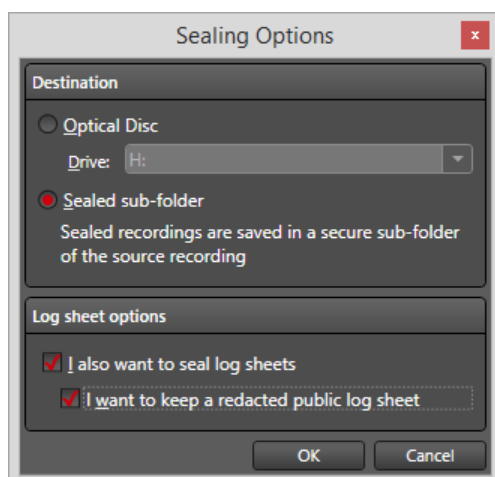 Sealing Options
x
Destination
Optical Disc
Drive: H:
Sealed sub-folder
Sealed recordings are saved in a secure sub-folder
of the source recording
Log sheet options
I also want to seal log sheets
I want to keep a redacted public log sheet
OK Cancel